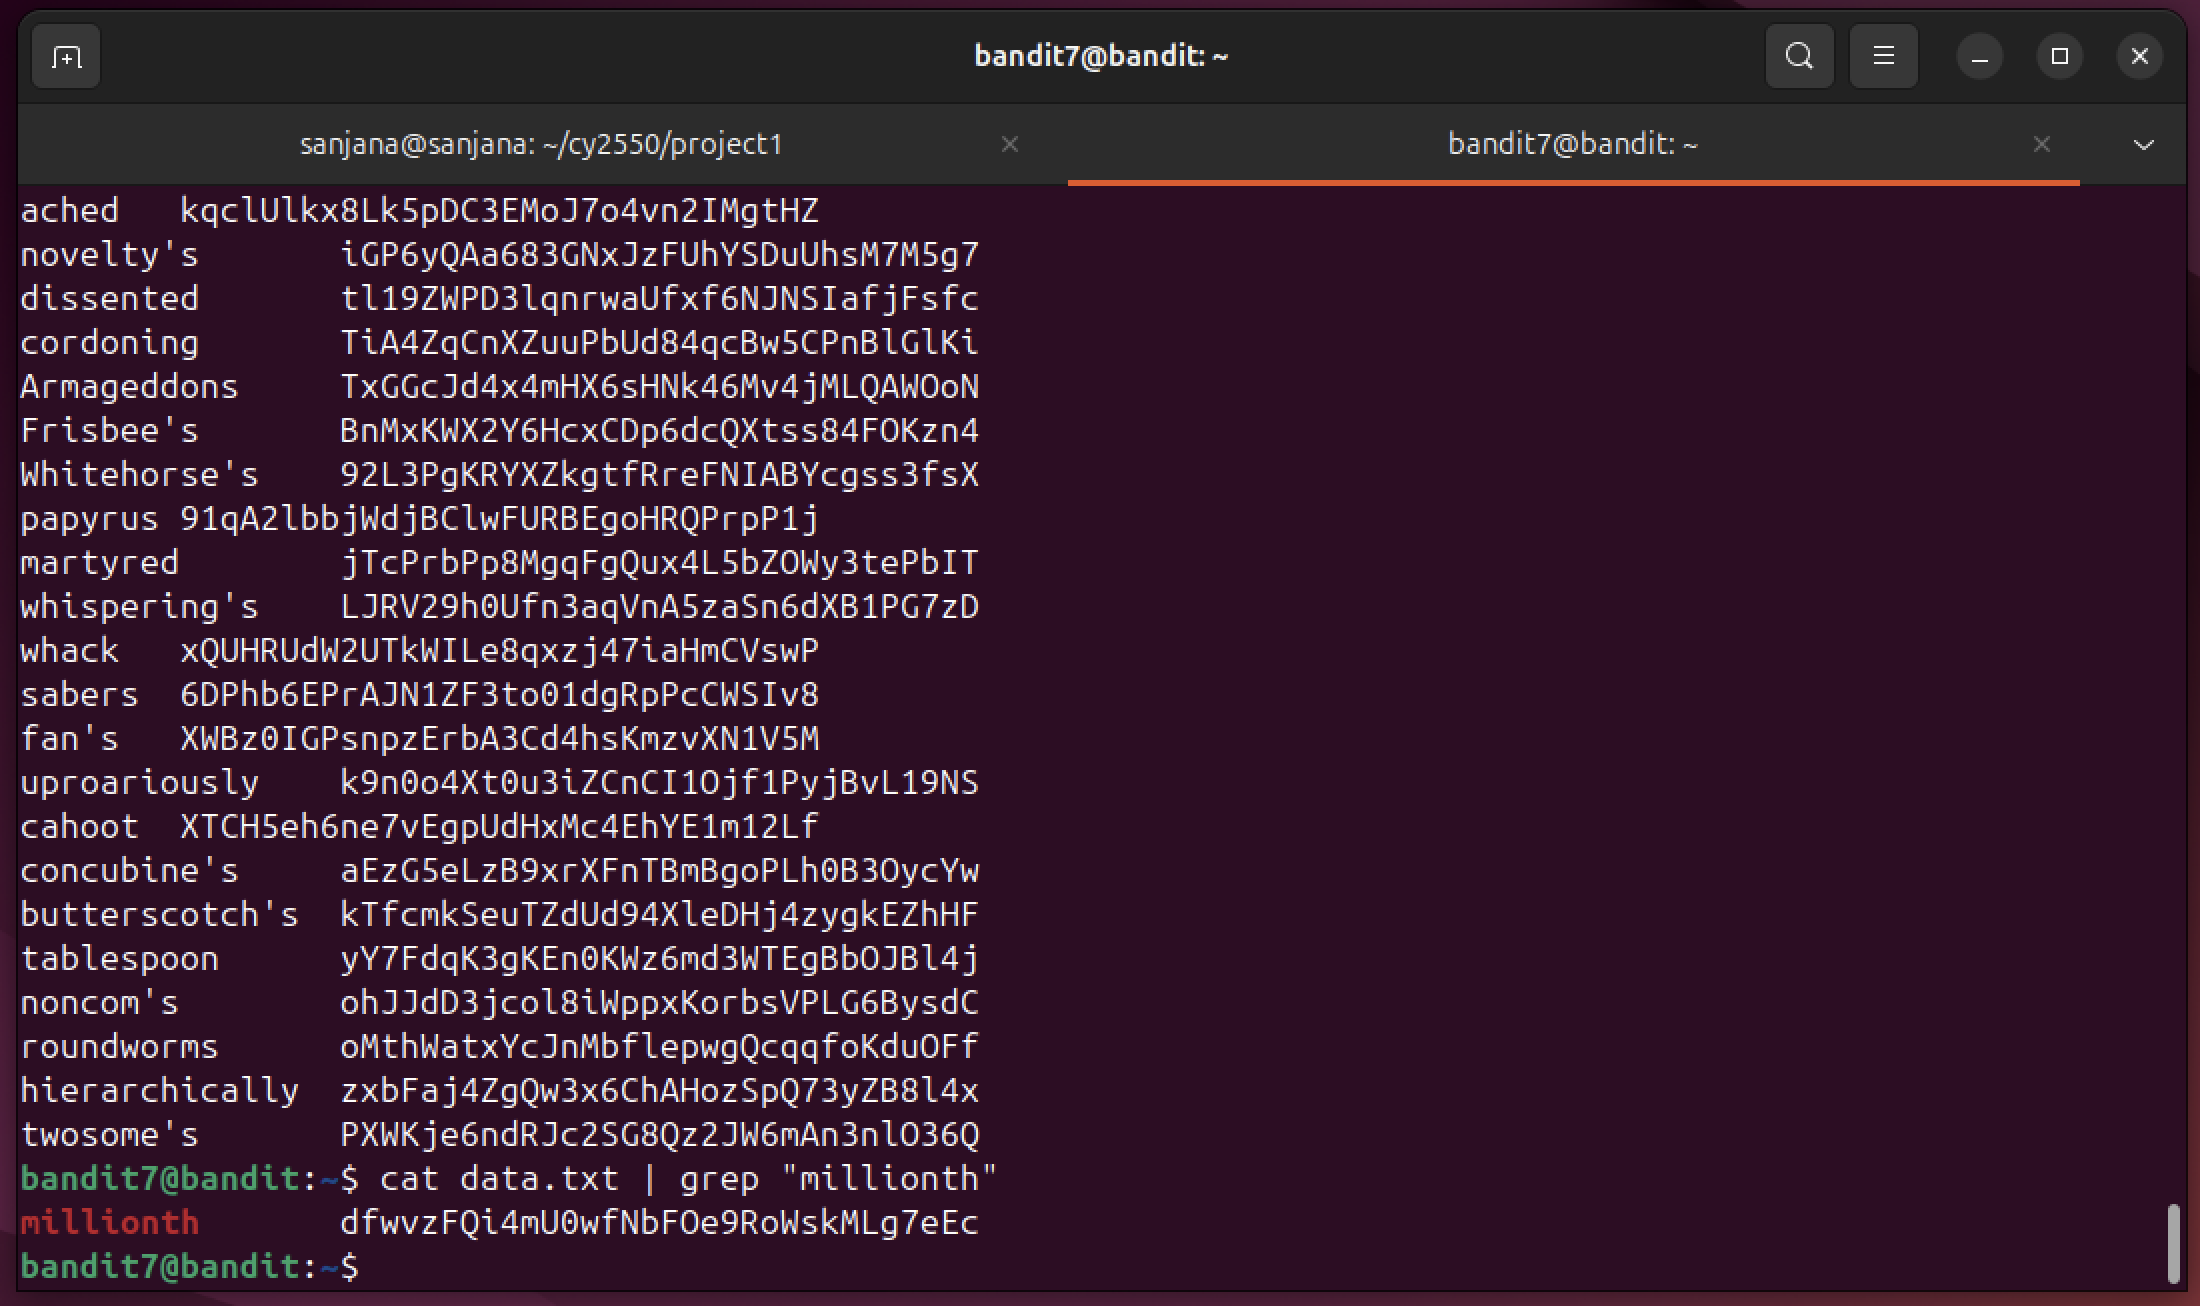 bandit7@bandit: ~
sanjana@sanjana: ~/cy2550/project1
bandit7@bandit: ~
ached   kqclUlkx8Lk5pDC3EMoJ7o4vn2IMgtHZ
novelty's       iGP6yQAa683GNxJzFUhYSDuUhsM7M5g7
dissented       tl19ZWPD3lqnrwaUfxf6NJNSIafjFsfc
cordoning       TiA4ZqCnXZuuPbUd84qcBw5CPnBlGlKi
Armageddons     TxGGcJd4x4mHX6sHNk46Mv4jMLQAWOoN
Frisbee's       BnMxKWX2Y6HcxCDp6dcQXtss84FOKzn4
Whitehorse's    92L3PgKRYXZkgtfRreFNIABYcgss3fsX
papyrus 91qA2lbbjWdjBClwFURBEgoHRQPrpP1j
martyred        jTcPrbPp8MgqFgQux4L5bZOWy3tePbIT
whispering's    LJRV29h0Ufn3aqVnA5zaSn6dXB1PG7zD
whack   xQUHRUdW2UTkWILe8qxzj47iaHmCVswP
sabers  6DPhb6EPrAJN1ZF3to01dgRpPcCWSIv8
fan's   XWBz0IGPsnpzErbA3Cd4hsKmzvXN1V5M
uproariously    k9n0o4Xt0u3iZCnCI1Ojf1PyjBvL19NS
cahoot  XTCH5eh6ne7vEgpUdHxMc4EhYE1m12Lf
concubine's     aEzG5eLzB9xrXFnTBmBgoPLh0B3OycYw
butterscotch's  kTfcmkSeuTZdUd94XleDHj4zygkEZhHF
tablespoon      yY7FdqK3gKEn0KWz6md3WTEgBbOJBl4j
noncom's        ohJJdD3jcol8iWppxKorbsVPLG6BysdC
roundworms      oMthWatxYcJnMbflepwgQcqqfoKduOFf
hierarchically  zxbFaj4ZgQw3x6ChAHozSpQ73yZB8l4x
twosome's       PXWKje6ndRJc2SG8Qz2JW6mAn3nlO36Q
bandit7@bandit:~$ cat data.txt | grep "millionth"
millionth       dfwvzFQi4mU0wfNbFOe9RoWskMLg7eEc
bandit7@bandit:~$